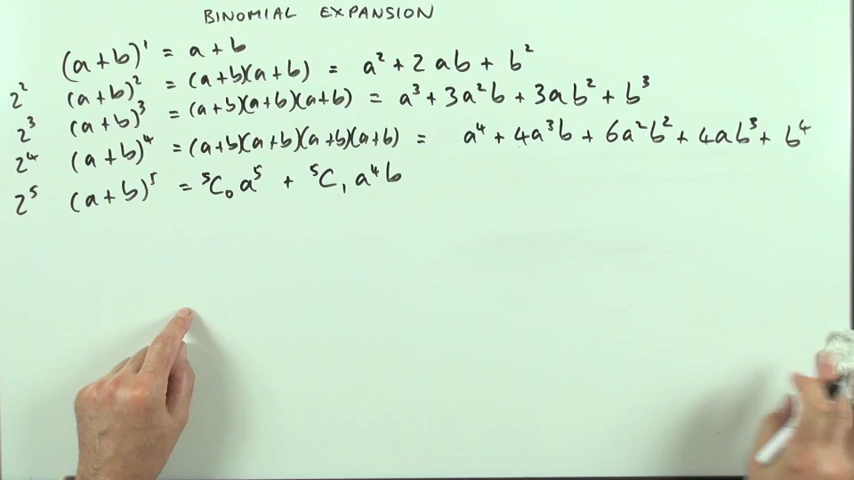 BINOMIAL EXPANSION
(a+b)¹ = a+b
2² (a+b)² = (a+b)(a+b) = a² + 2ab + b²
2³ (a+b)³ = (a+b)(a+b)(a+b) = a³ + 3a²b + 3ab² + b³
2⁴ (a+b)⁴ = (a+b)(a+b)(a+b)(a+b) = a⁴ + 4a³b + 6a²b² + 4ab³ + b⁴
2⁵ (a+b)⁵ = ⁵C₀a⁵ + ⁵C₁a⁴b